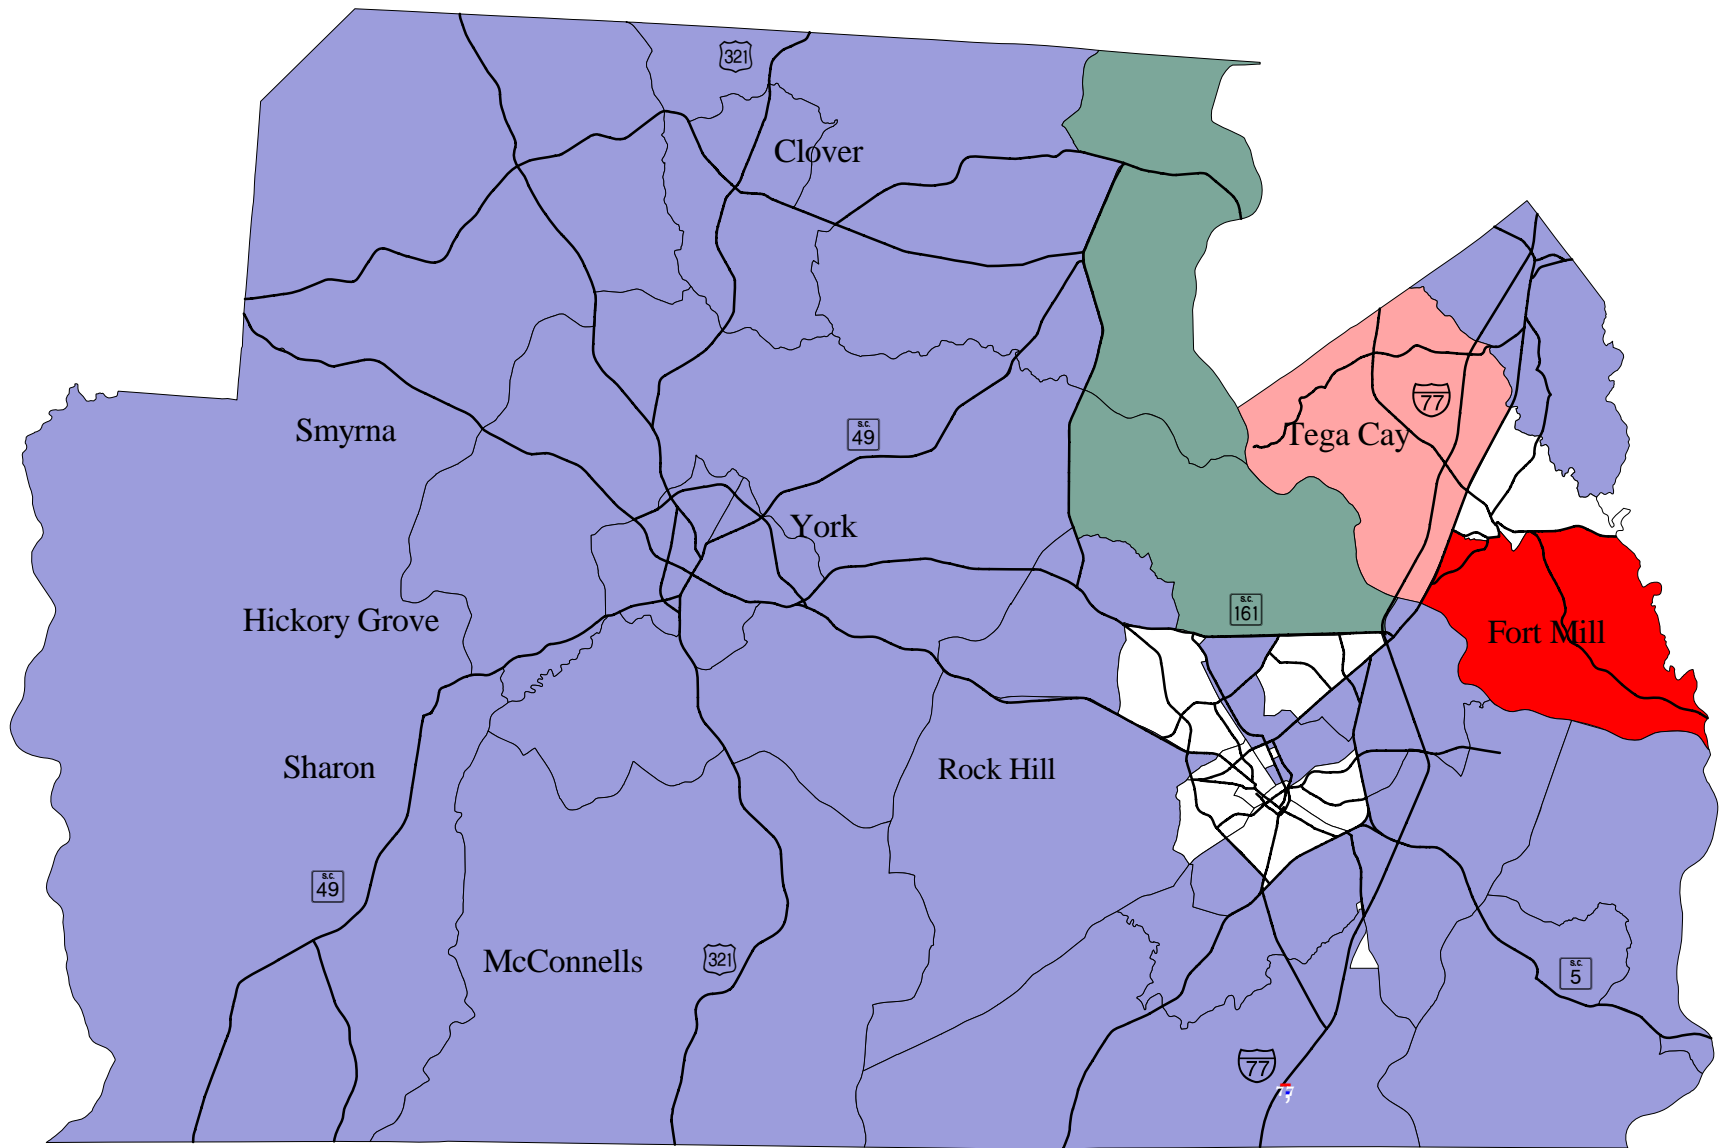 321
Clover
77
Smyrna
S.C.
49
Tega Cay
York
S.C.
161
Hickory Grove
Fort Mill
Sharon
Rock Hill
S.C.
49
McConnells
321
S.C.
5
77